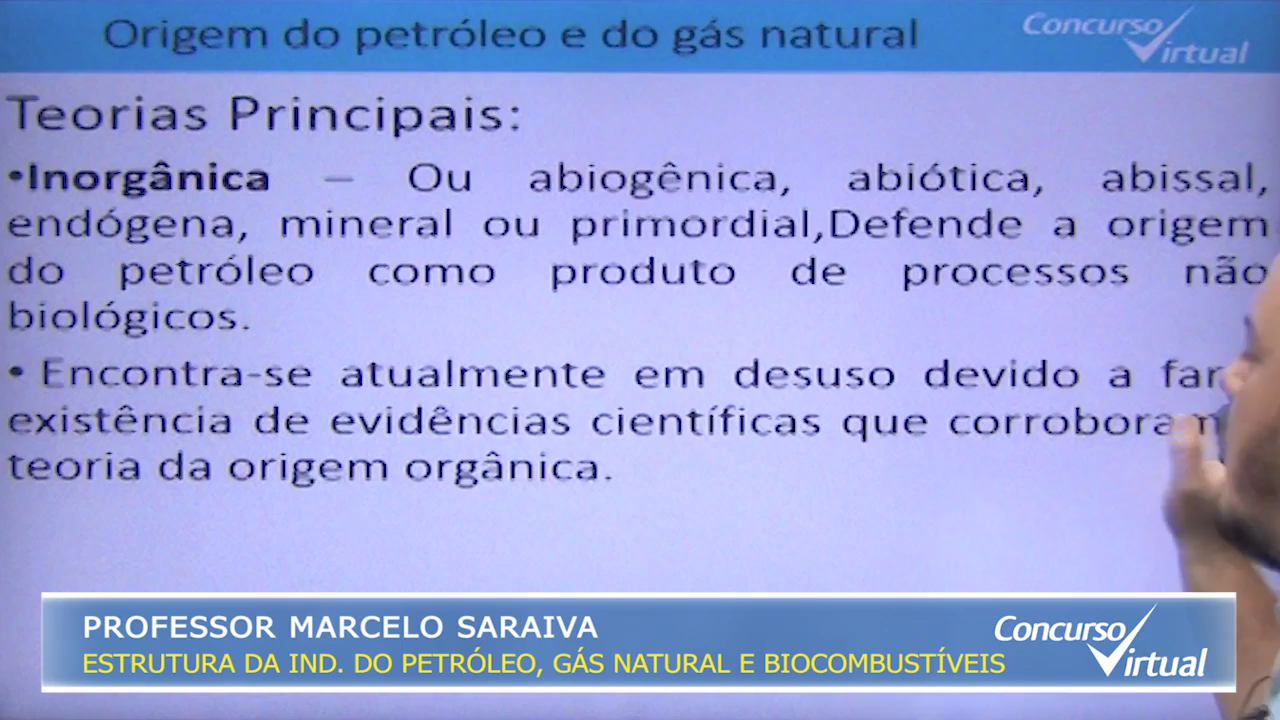 Origem do petróleo e do gás natural
Concurso Virtual
Teorias Principais:
•Inorgânica – Ou abiogênica, abiótica, abissal,
endógena, mineral ou primordial,Defende a origem
do petróleo como produto de processos não
biológicos.
• Encontra-se atualmente em desuso devido a
existência de evidências científicas que corroboram
teoria da origem orgânica.
PROFESSOR MARCELO SARAIVA
ESTRUTURA DA IND. DO PETRÓLEO, GÁS NATURAL E BIOCOMBUSTÍVEIS
Concurso Virtual